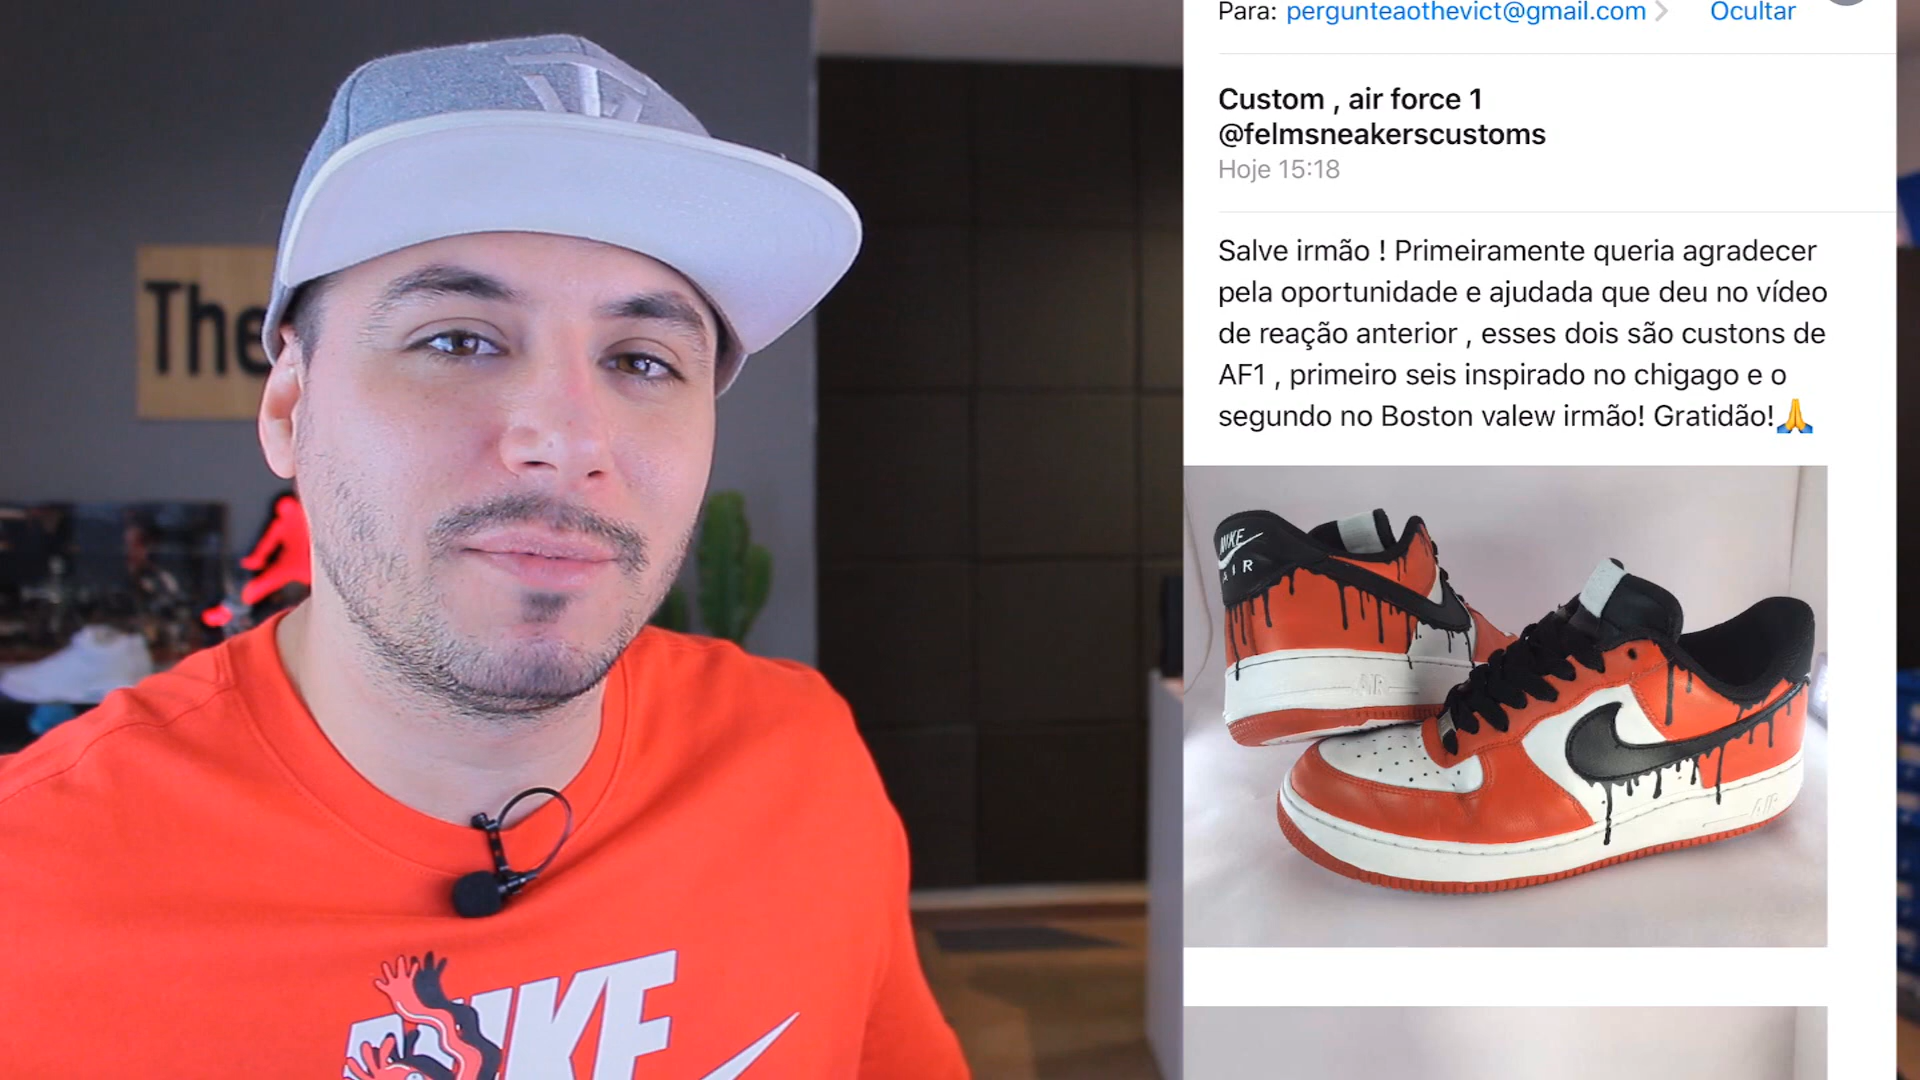 Para: pergunteaothevict@gmail.com Ocultar
Custom , air force 1
@felmsneakerscustoms
Hoje 15:18
Salve irmão ! Primeiramente queria agradecer
pela oportunidade e ajudada que deu no vídeo
de reação anterior , esses dois são custons de
AF1 , primeiro seis inspirado no chigago e o
segundo no Boston valew irmão! Gratidão!🙏
The
NIKE
AIR
AIR
AIR
NIKE